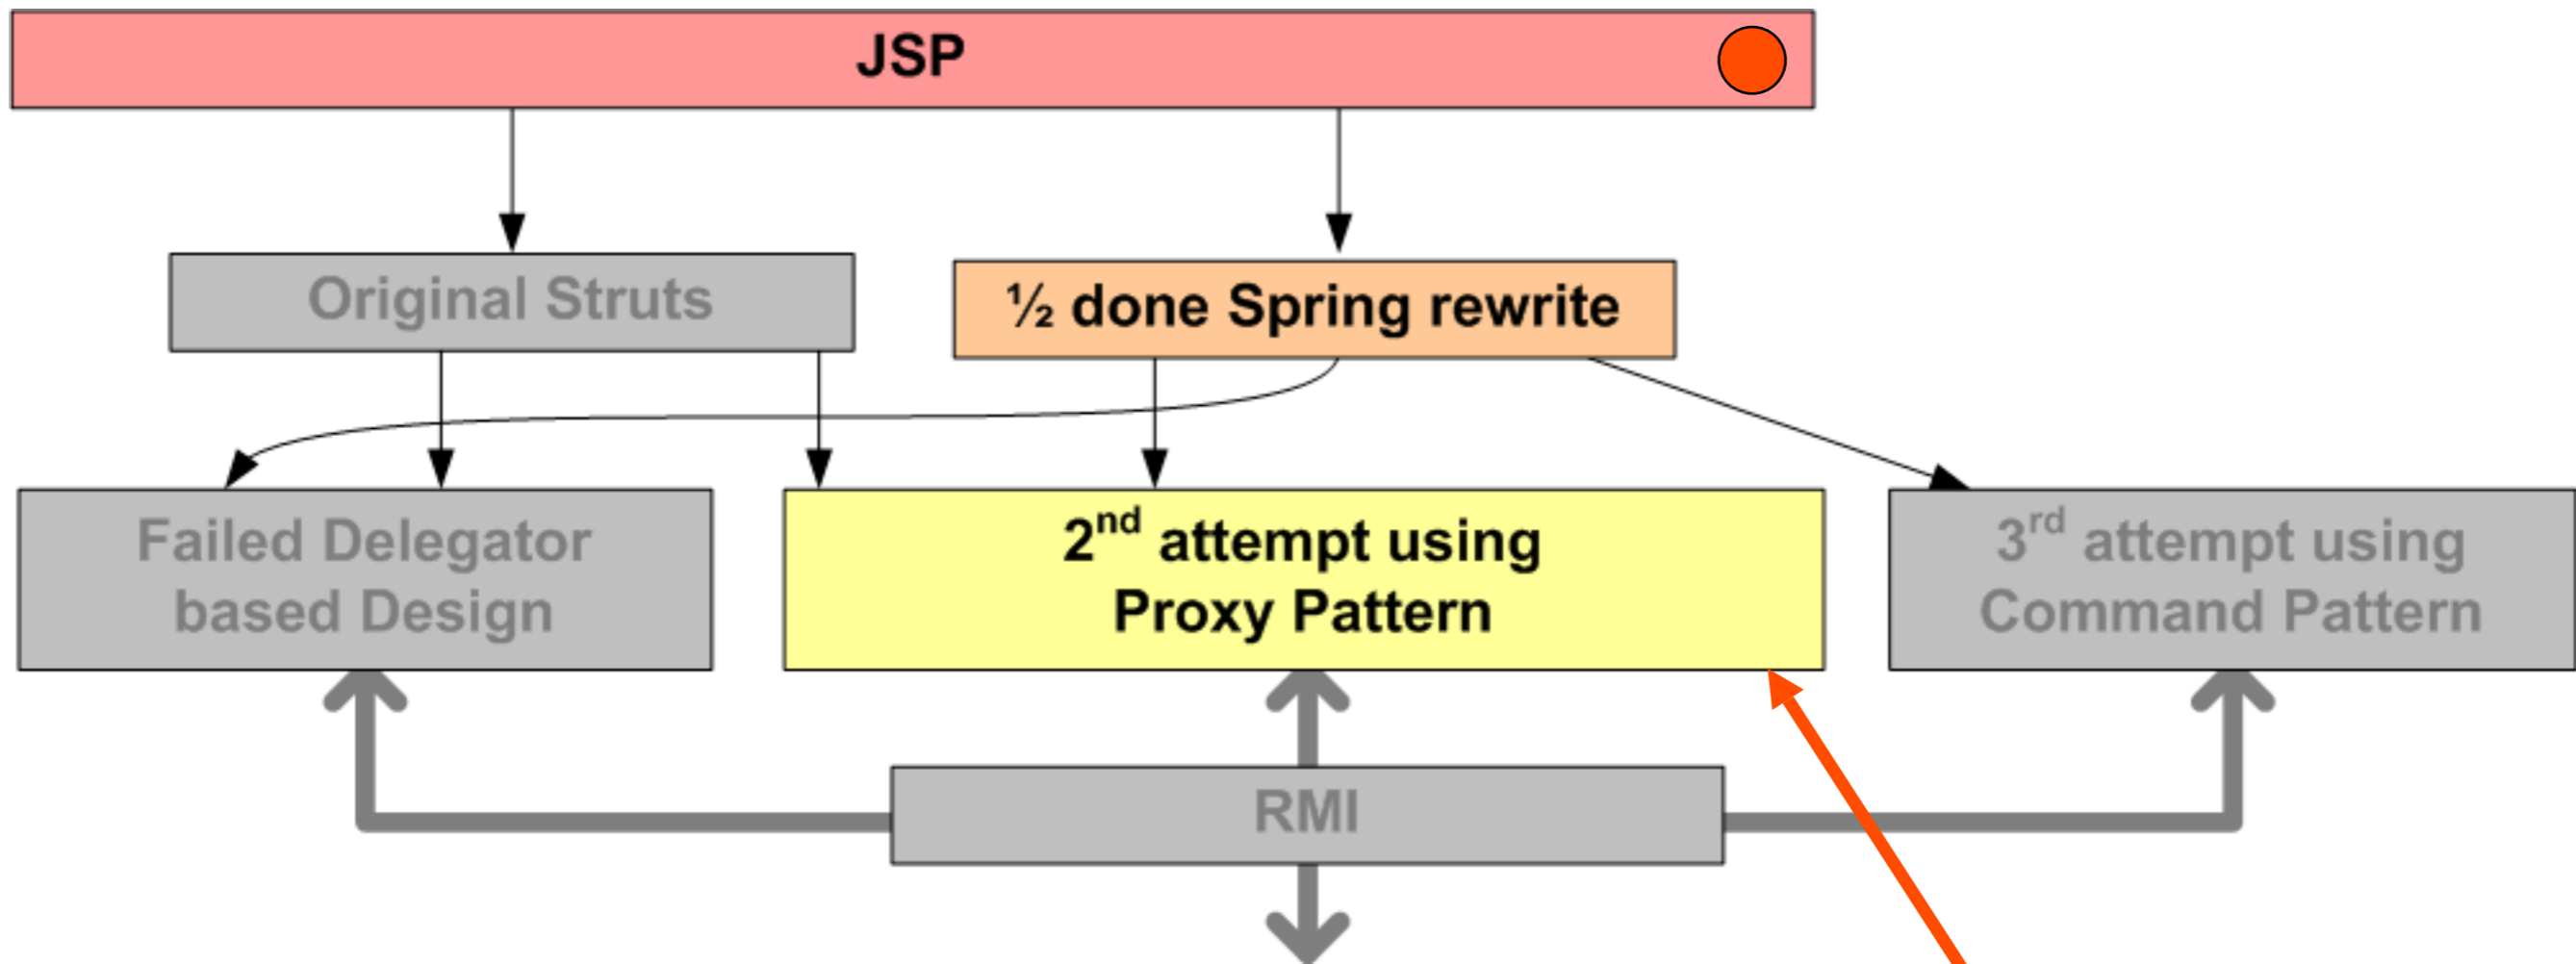 JSP
Original Struts
½ done Spring rewrite
Failed Delegator
based Design
2nd attempt using
Proxy Pattern
3rd attempt using
Command Pattern
RMI